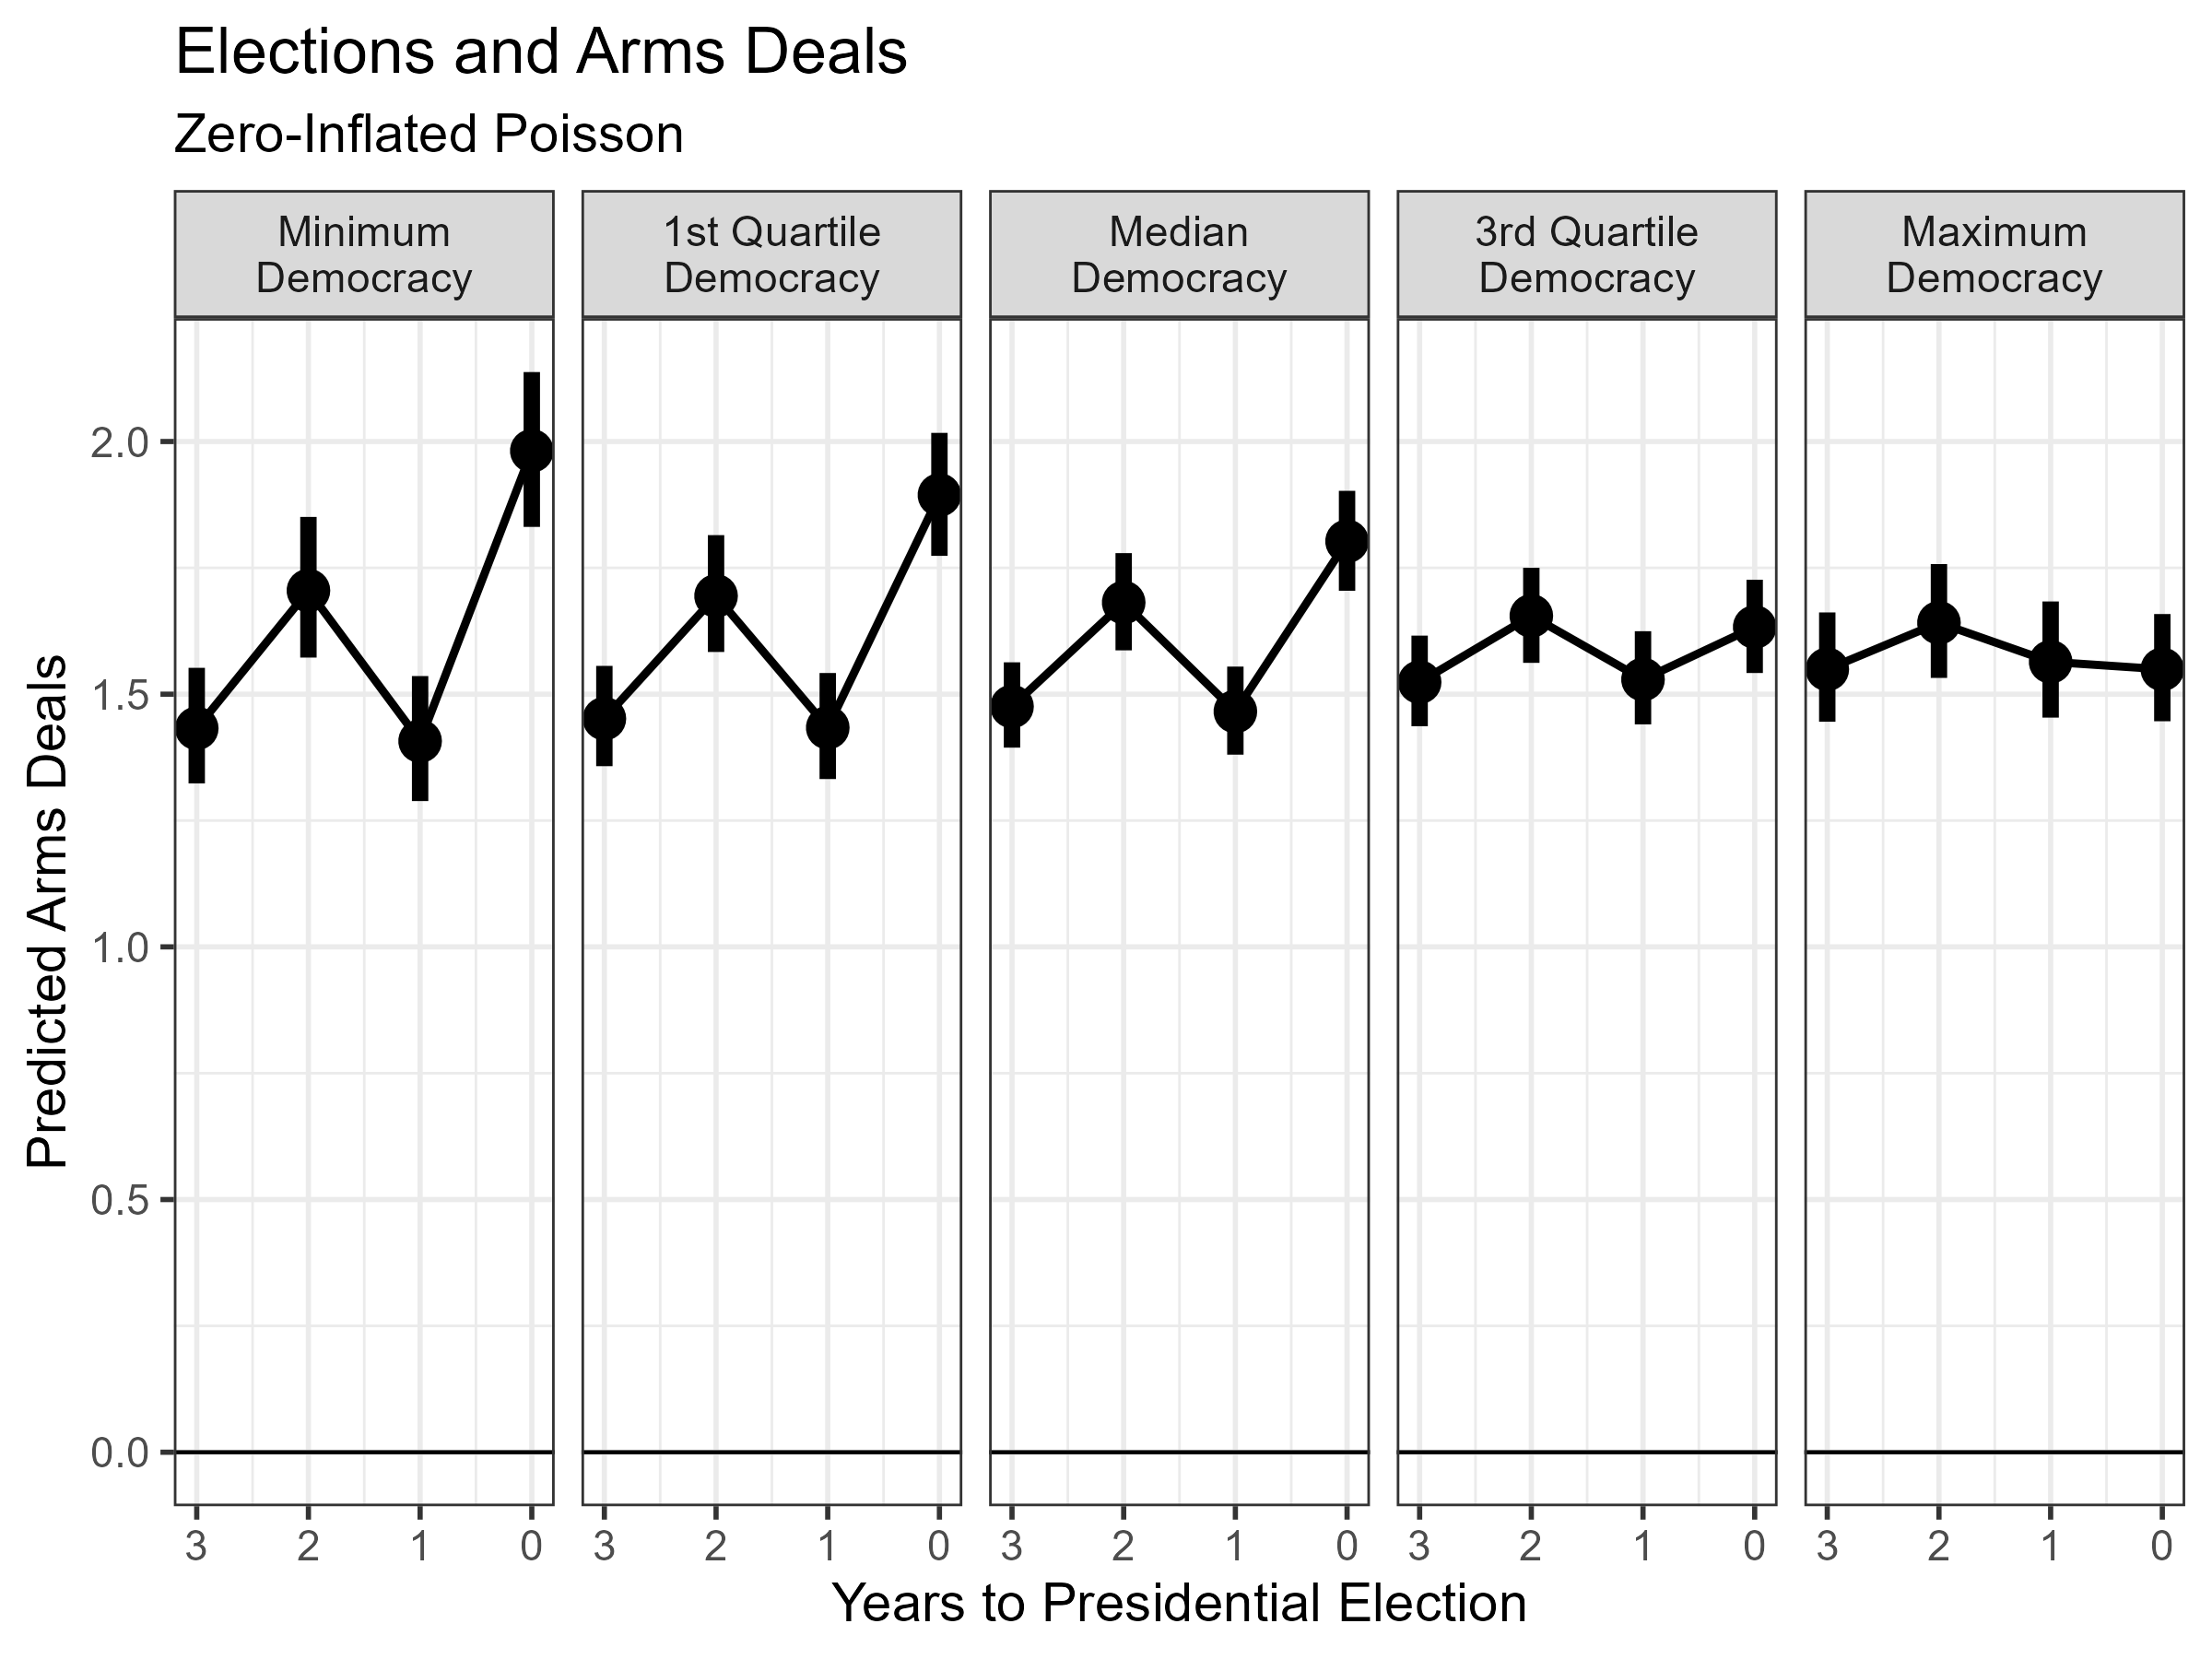 Elections and Arms Deals
Zero-Inflated Poisson
Minimum
Democracy
1st Quartile
Democracy
Median
Democracy
3rd Quartile
Democracy
Maximum
Democracy
Predicted Arms Deals
2.0
1.5
1.0
0.5
0.0
3 2 1 0
3 2 1 0
3 2 1 0
3 2 1 0
3 2 1 0
Years to Presidential Election